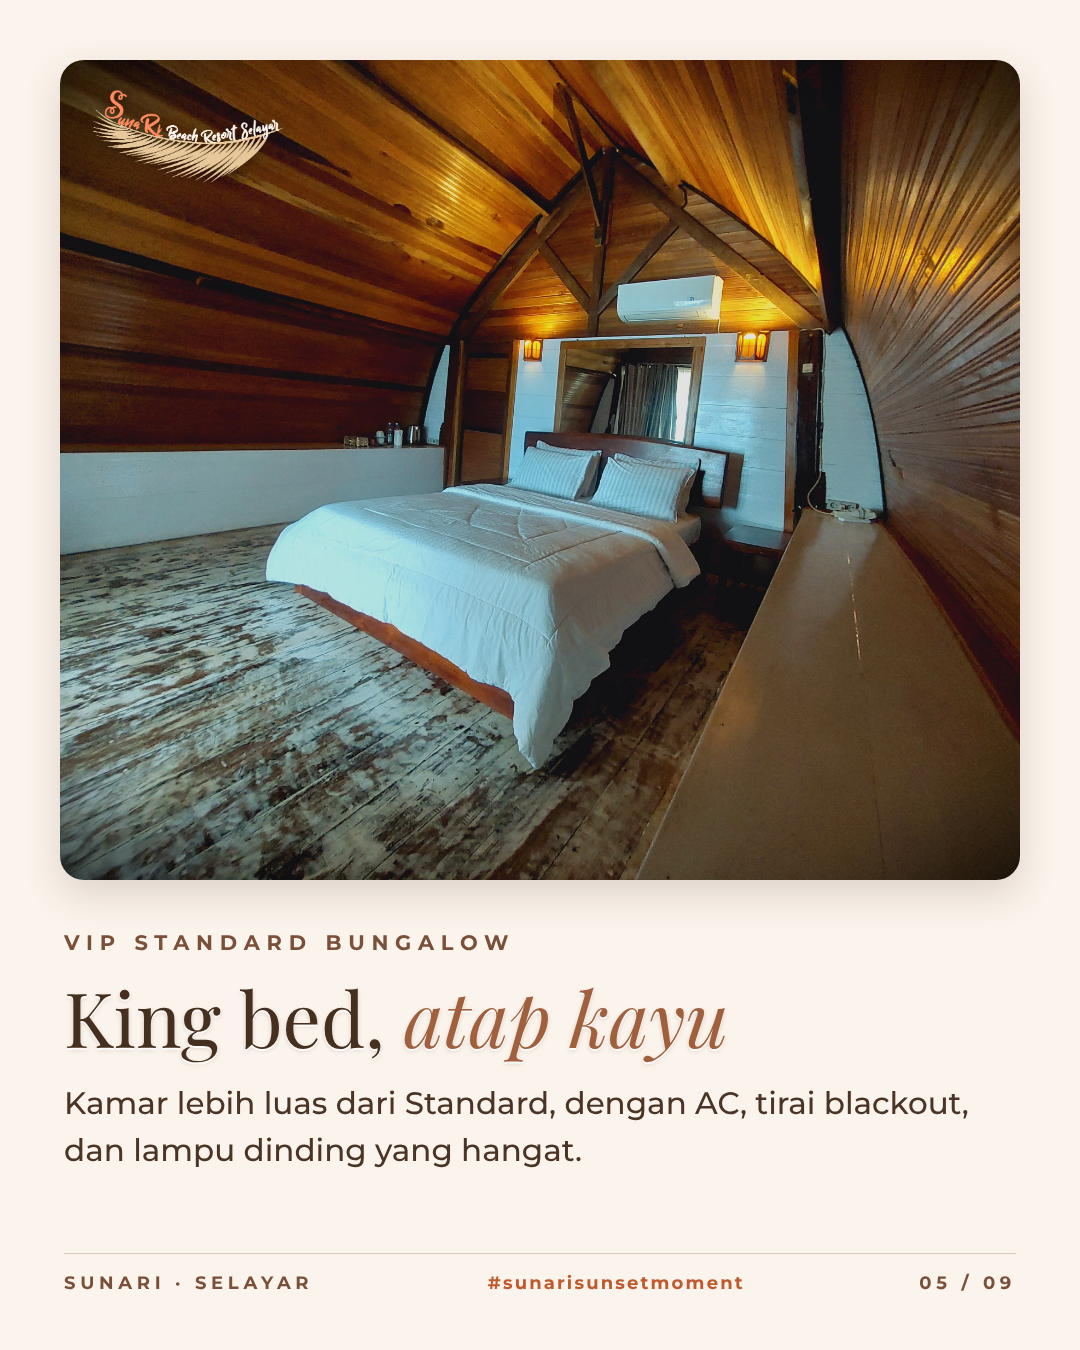 SunaRi Beach Resort Selayar
VIP STANDARD BUNGALOW
King bed, atap kayu
Kamar lebih luas dari Standard, dengan AC, tirai blackout,
dan lampu dinding yang hangat.
SUNARI · SELAYAR
#sunarisunsetmoment
05 / 09